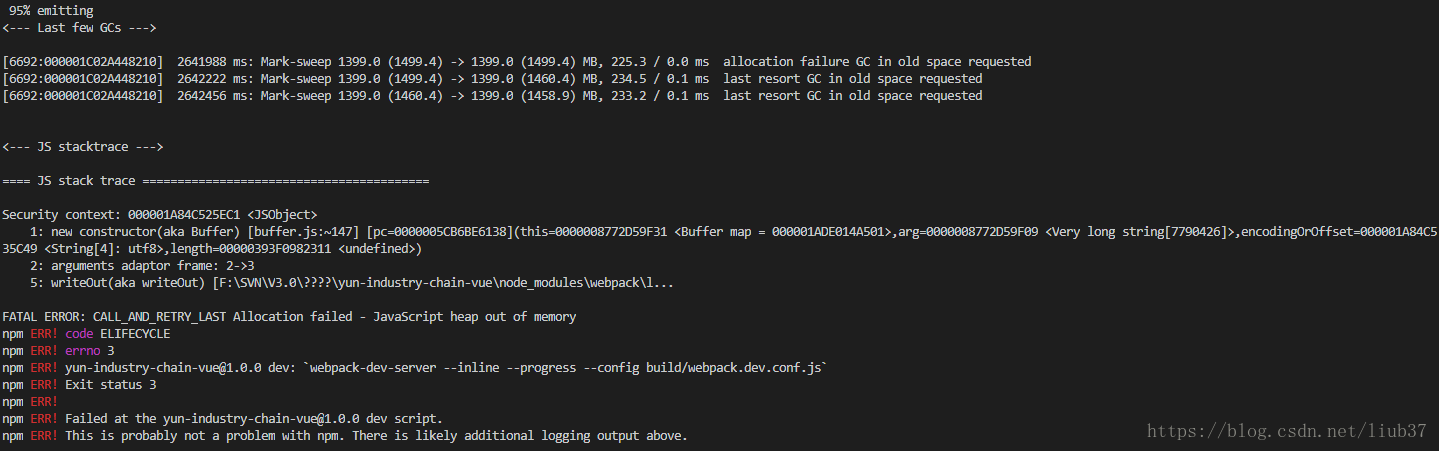 95% emitting
<--- Last few GCs --->
[6692:000001C02A448210]  2641988 ms: Mark-sweep 1399.0 (1499.4) -> 1399.0 (1499.4) MB, 225.3 / 0.0 ms  allocation failure GC in old space requested
[6692:000001C02A448210]  2642222 ms: Mark-sweep 1399.0 (1499.4) -> 1399.0 (1460.4) MB, 234.5 / 0.1 ms  last resort GC in old space requested
[6692:000001C02A448210]  2642456 ms: Mark-sweep 1399.0 (1460.4) -> 1399.0 (1458.9) MB, 233.2 / 0.1 ms  last resort GC in old space requested
<--- JS stacktrace --->
==== JS stack trace =========================================
Security context: 000001A84C525EC1 <JSObject>
1: new constructor(aka Buffer) [buffer.js:~147] [pc=0000005CB6BE6138](this=0000008772D59F31 <Buffer map = 000001ADE014A501>,arg=0000008772D59F09 <Very long string[7790426]>,encodingOrOffset=000001A84C5
35C49 <String[4]: utf8>,length=00000393F0982311 <undefined>)
2: arguments adaptor frame: 2->3
5: writeOut(aka writeOut) [F:\SVN\V3.0\????\yun-industry-chain-vue\node_modules\webpack\l...
FATAL ERROR: CALL_AND_RETRY_LAST Allocation failed - JavaScript heap out of memory
npm ERR! code ELIFECYCLE
npm ERR! errno 3
npm ERR! yun-industry-chain-vue@1.0.0 dev: `webpack-dev-server --inline --progress --config build/webpack.dev.conf.js`
npm ERR! Exit status 3
npm ERR!
npm ERR! Failed at the yun-industry-chain-vue@1.0.0 dev script.
npm ERR! This is probably not a problem with npm. There is likely additional logging output above.
https://blog.csdn.net/liub37